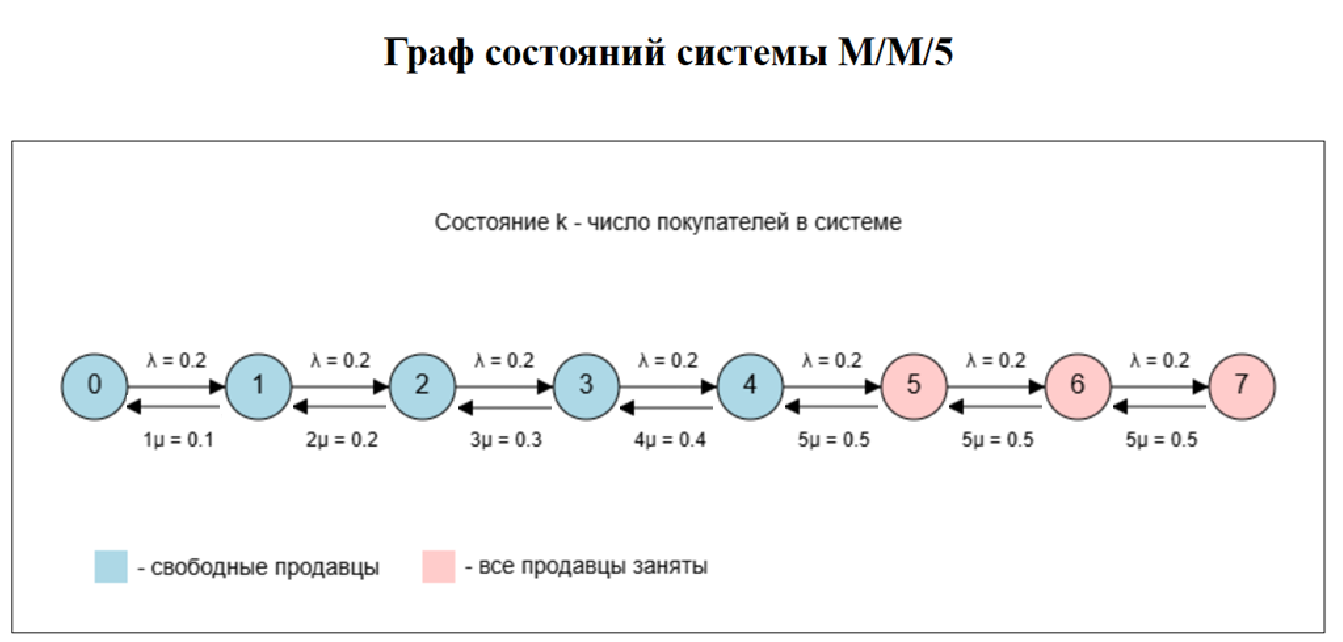 Граф состояний системы M/M/5
Состояние k - число покупателей в системе
λ = 0.2 λ = 0.2 λ = 0.2 λ = 0.2 λ = 0.2 λ = 0.2 λ = 0.2
0 1 2 3 4 5 6 7
1μ = 0.1 2μ = 0.2 3μ = 0.3 4μ = 0.4 5μ = 0.5 5μ = 0.5 5μ = 0.5
- свободные продавцы - все продавцы заняты